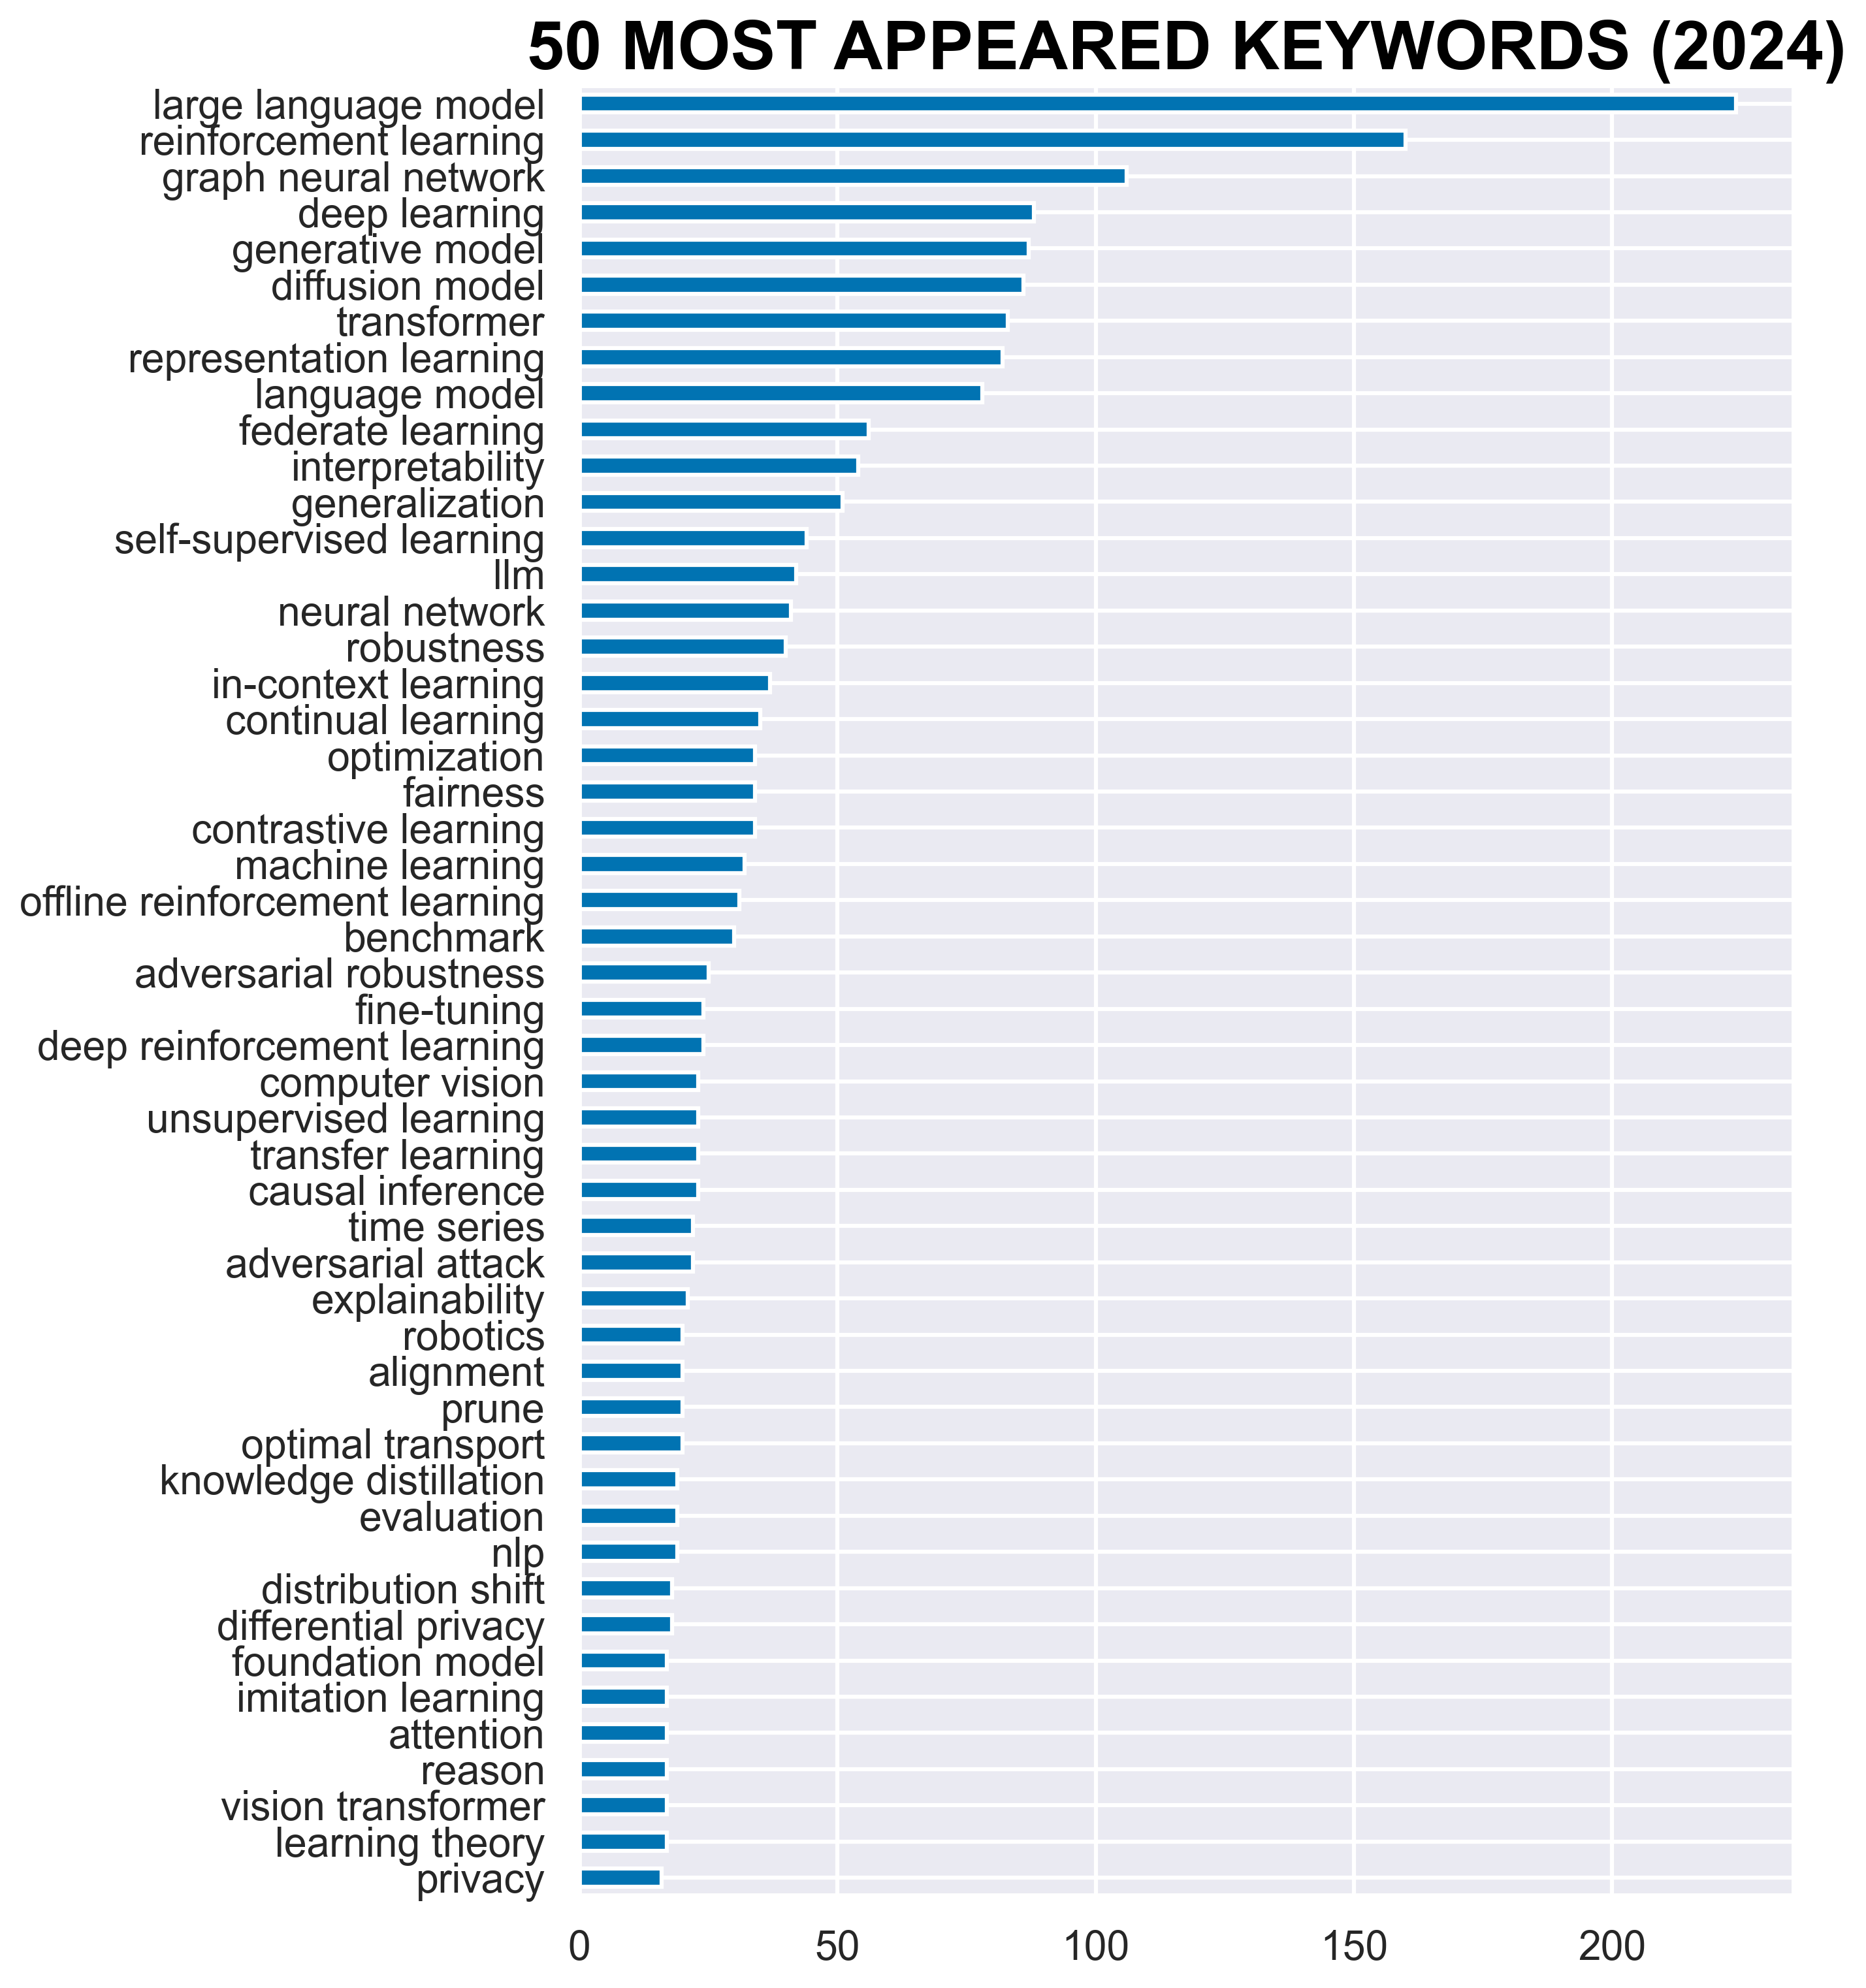 50 MOST APPEARED KEYWORDS (2024)
large language model
reinforcement learning
graph neural network
deep learning
generative model
diffusion model
transformer
representation learning
language model
federate learning
interpretability
generalization
self-supervised learning
llm
neural network
robustness
in-context learning
continual learning
optimization
fairness
contrastive learning
machine learning
offline reinforcement learning
benchmark
adversarial robustness
fine-tuning
deep reinforcement learning
computer vision
unsupervised learning
transfer learning
causal inference
time series
adversarial attack
explainability
robotics
alignment
prune
optimal transport
knowledge distillation
evaluation
nlp
distribution shift
differential privacy
foundation model
imitation learning
attention
reason
vision transformer
learning theory
privacy
0 50 100 150 200